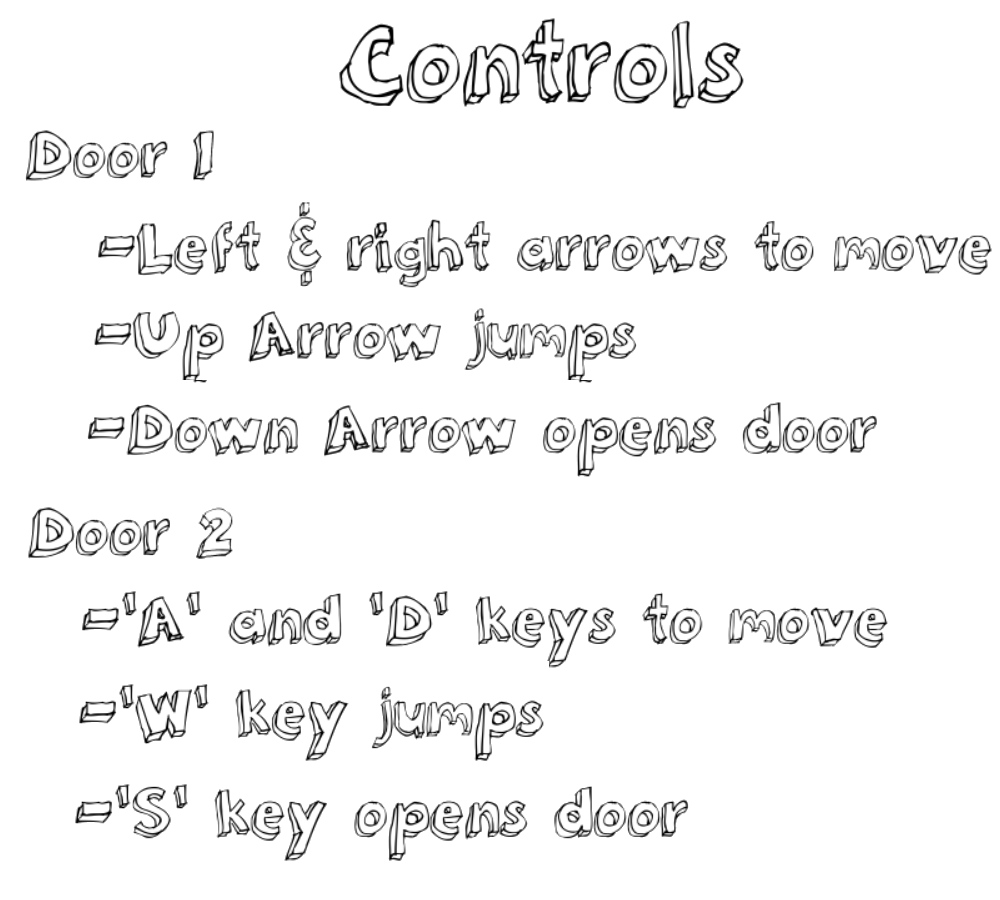 Controls
Door 1
-Left & right arrows to move
-Up Arrow jumps
-Down Arrow opens door
Door 2
-'A' and 'D' keys to move
-'W' key jumps
-'S' key opens door